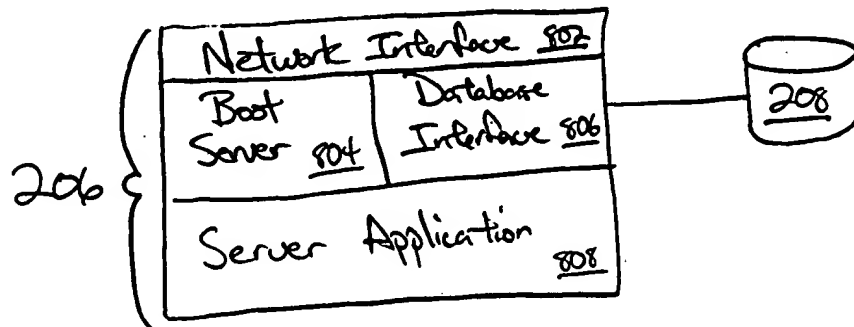 Network Interface 802
Boot
Server 804
Database
Interface 806
208
206
Server Application
808